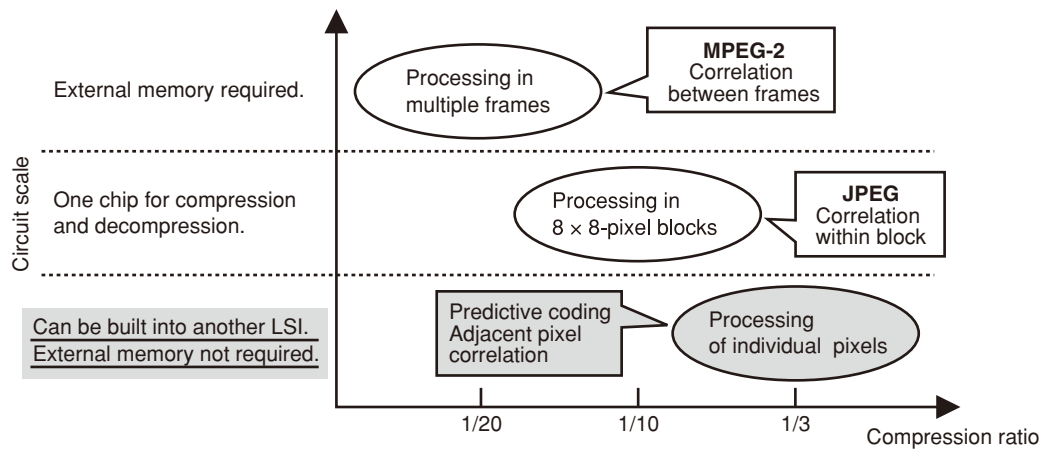 External memory required.
Processing in
multiple frames
MPEG-2
Correlation
between frames
Circuit scale
One chip for compression
and decompression.
Processing in
8 × 8-pixel blocks
JPEG
Correlation
within block
Can be built into another LSI.
External memory not required.
Predictive coding
Adjacent pixel
correlation
Processing
of individual pixels
1/20
1/10
1/3
Compression ratio